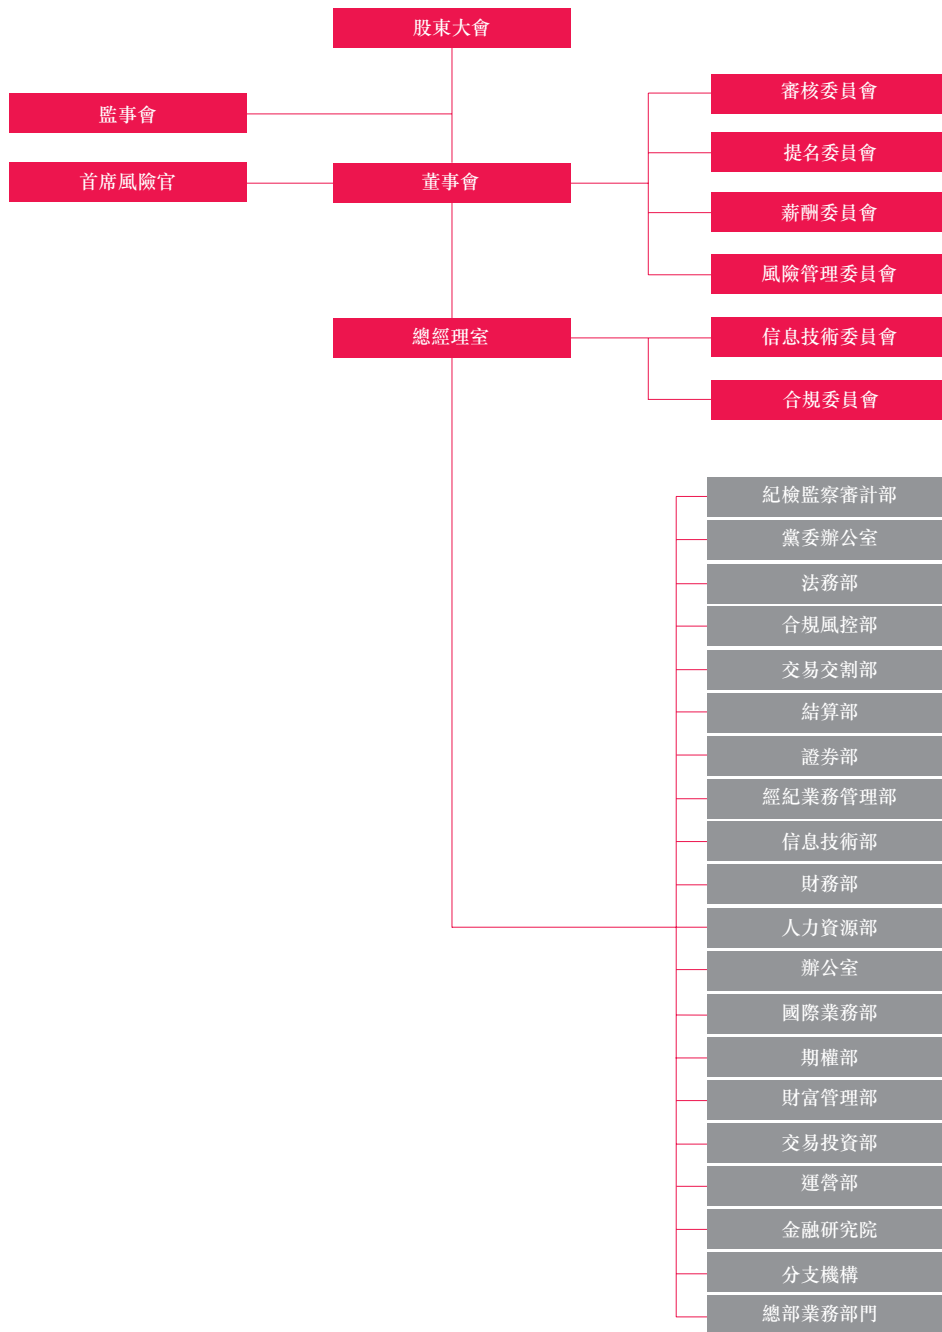 股東大會
監事會
首席風險官
董事會
審核委員會
提名委員會
薪酬委員會
風險管理委員會
總經理室
信息技術委員會
合規委員會
紀檢監察審計部
黨委辦公室
法務部
合規風控部
交易交割部
結算部
證券部
經紀業務管理部
信息技術部
財務部
人力資源部
辦公室
國際業務部
期權部
財富管理部
交易投資部
運營部
金融研究院
分支機構
總部業務部門